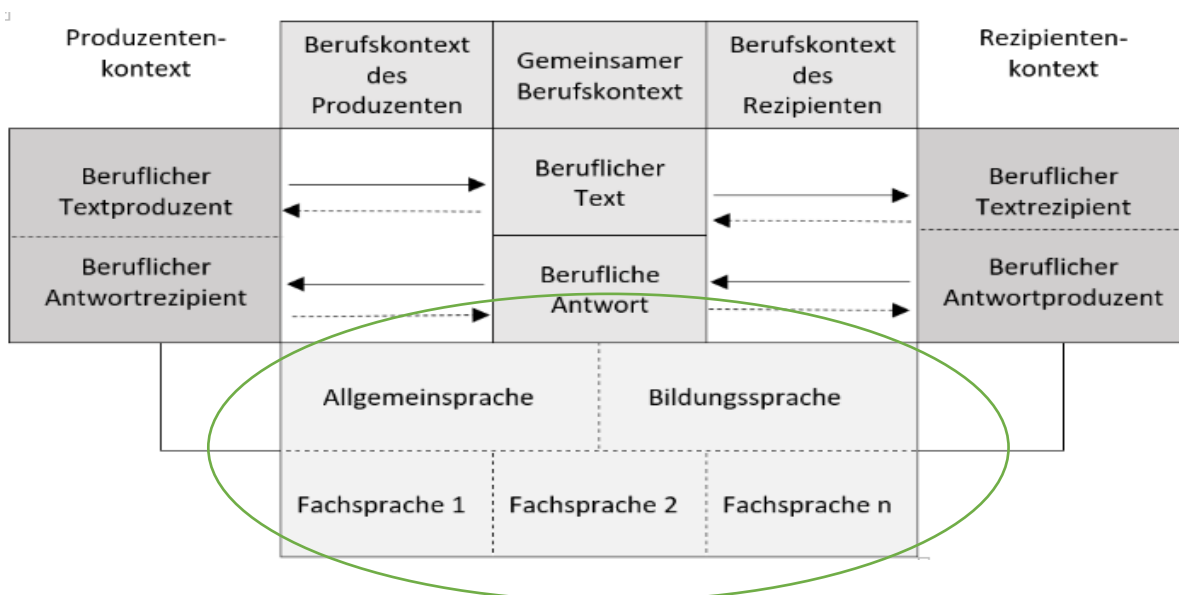 Produzenten-
kontext
Berufskontext
des
Produzenten
Gemeinsamer
Berufskontext
Berufskontext
des
Rezipienten
Rezipienten-
kontext
Beruflicher
Textproduzent
Beruflicher
Text
Beruflicher
Textrezipient
Beruflicher
Antwortrezipient
Berufliche
Antwort
Beruflicher
Antwortproduzent
Allgemeinsprache
Bildungssprache
Fachsprache 1
Fachsprache 2
Fachsprache n